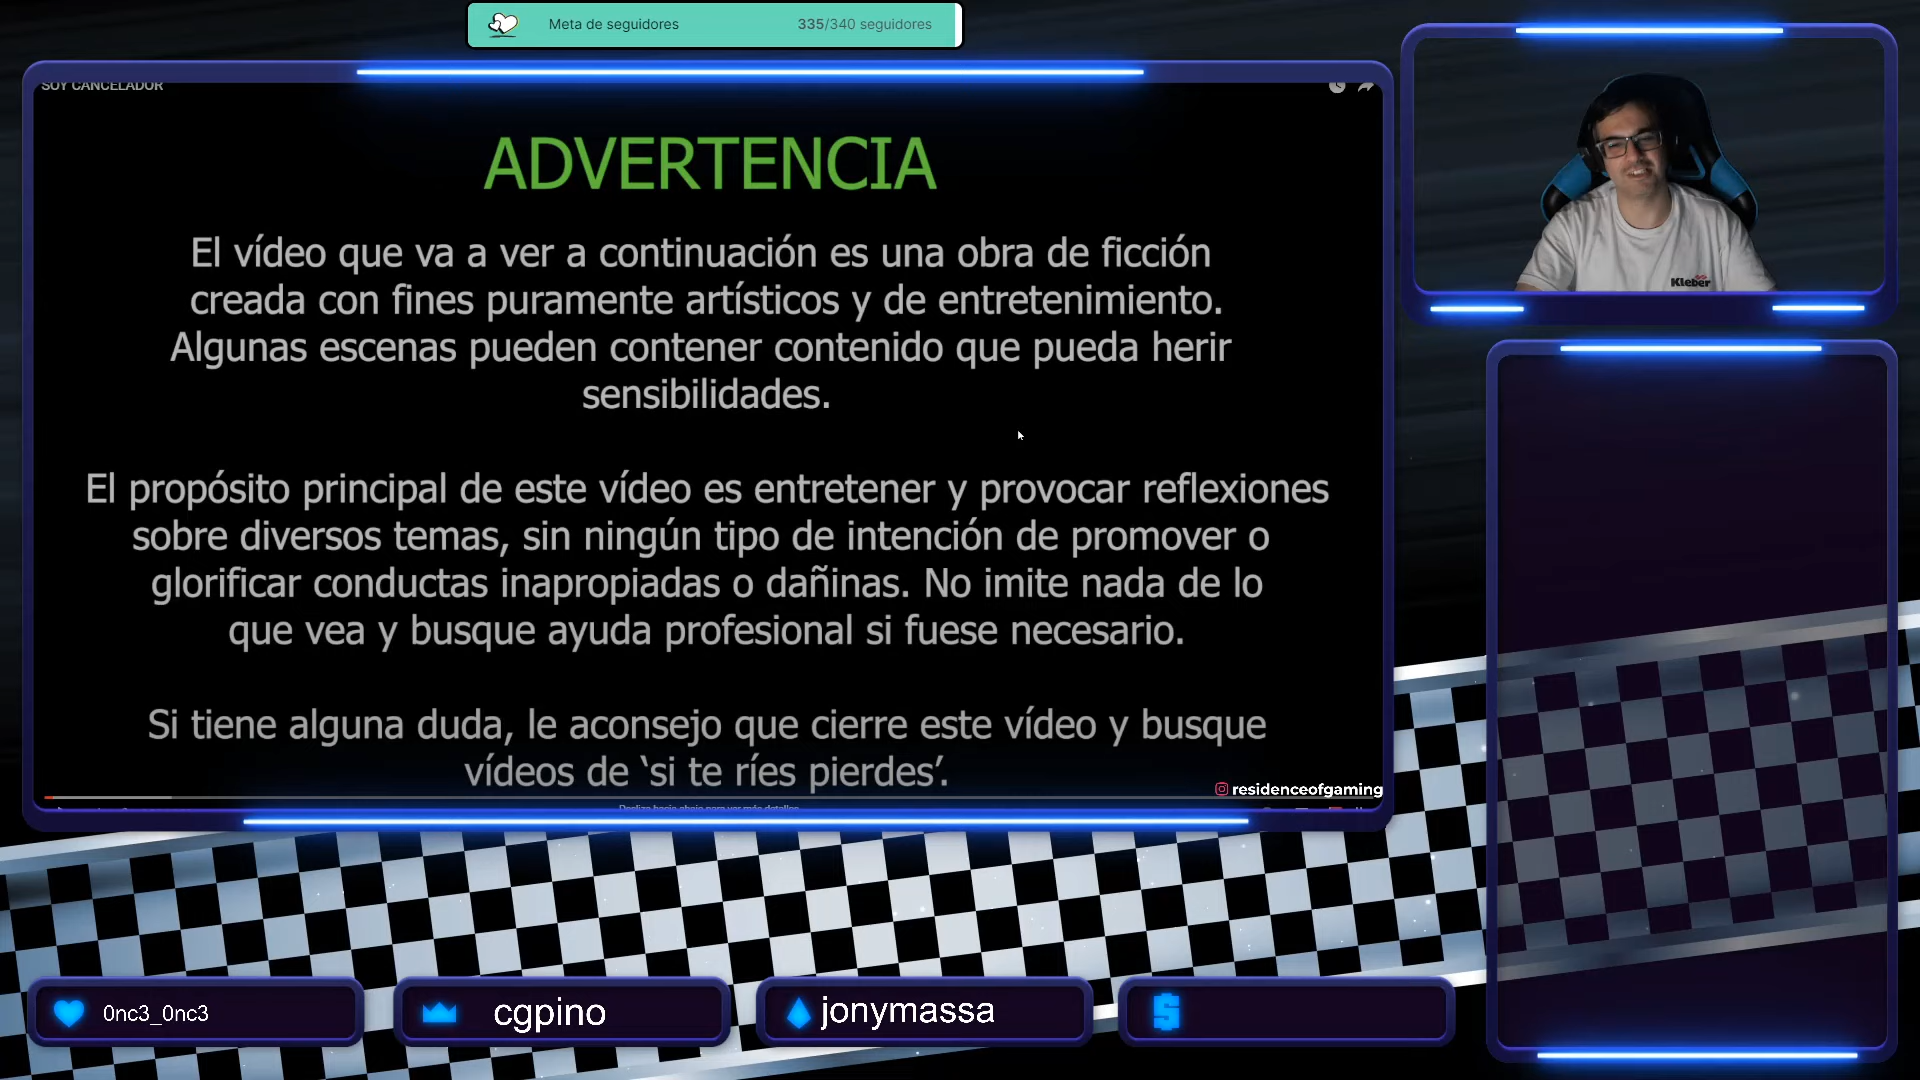 Meta de seguidores 335/340 seguidores
SOY CANCELADOR
ADVERTENCIA
El vídeo que va a ver a continuación es una obra de ficción
creada con fines puramente artísticos y de entretenimiento.
Algunas escenas pueden contener contenido que pueda herir
sensibilidades.
El propósito principal de este vídeo es entretener y provocar reflexiones
sobre diversos temas, sin ningún tipo de intención de promover o
glorificar conductas inapropiadas o dañinas. No imite nada de lo
que vea y busque ayuda profesional si fuese necesario.
Si tiene alguna duda, le aconsejo que cierre este vídeo y busque
vídeos de ‘si te ríes pierdes’.
residenceofgaming
Kleber
0nc3_0nc3
cgpino
jonymassa